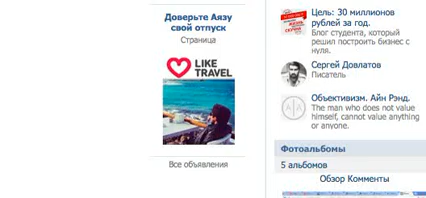 Доверьте Аязу
свой отпуск
Страница
LIKE
TRAVEL
Все объявления
Цель: 30 миллионов
рублей за год.
Блог студента, который
решил построить бизнес с
нуля.
Сергей Довлатов
Писатель
Объективизм. Айн Рэнд.
The man who does not value
himself, cannot value anything
or anyone.
Фотоальбомы
5 альбомов
Обзор Комменты